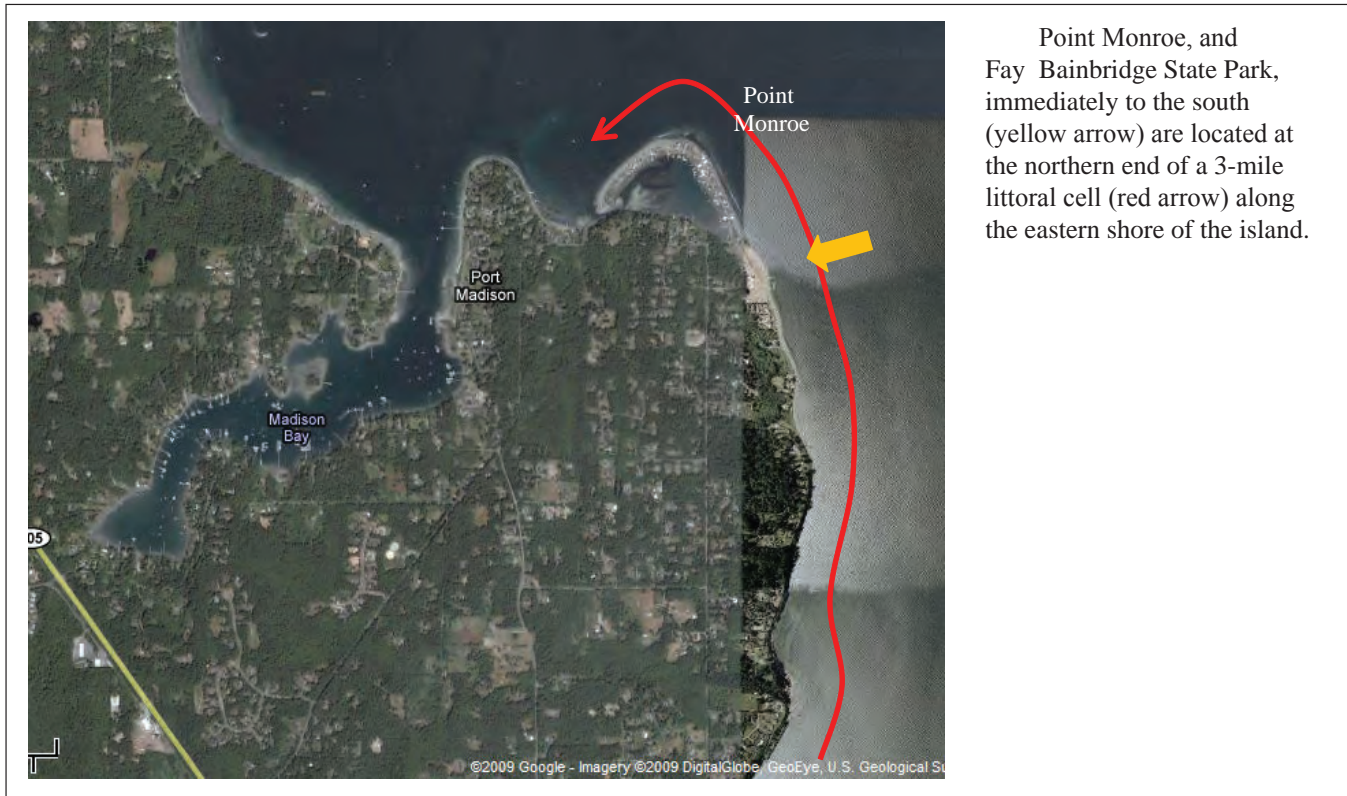 Point
Monroe
Port
Madison
Madison
Bay
05
©2009 Google - Imagery ©2009 DigitalGlobe, GeoEye, U.S. Geological Su
Point Monroe, and
Fay Bainbridge State Park,
immediately to the south
(yellow arrow) are located at
the northern end of a 3-mile
littoral cell (red arrow) along
the eastern shore of the island.